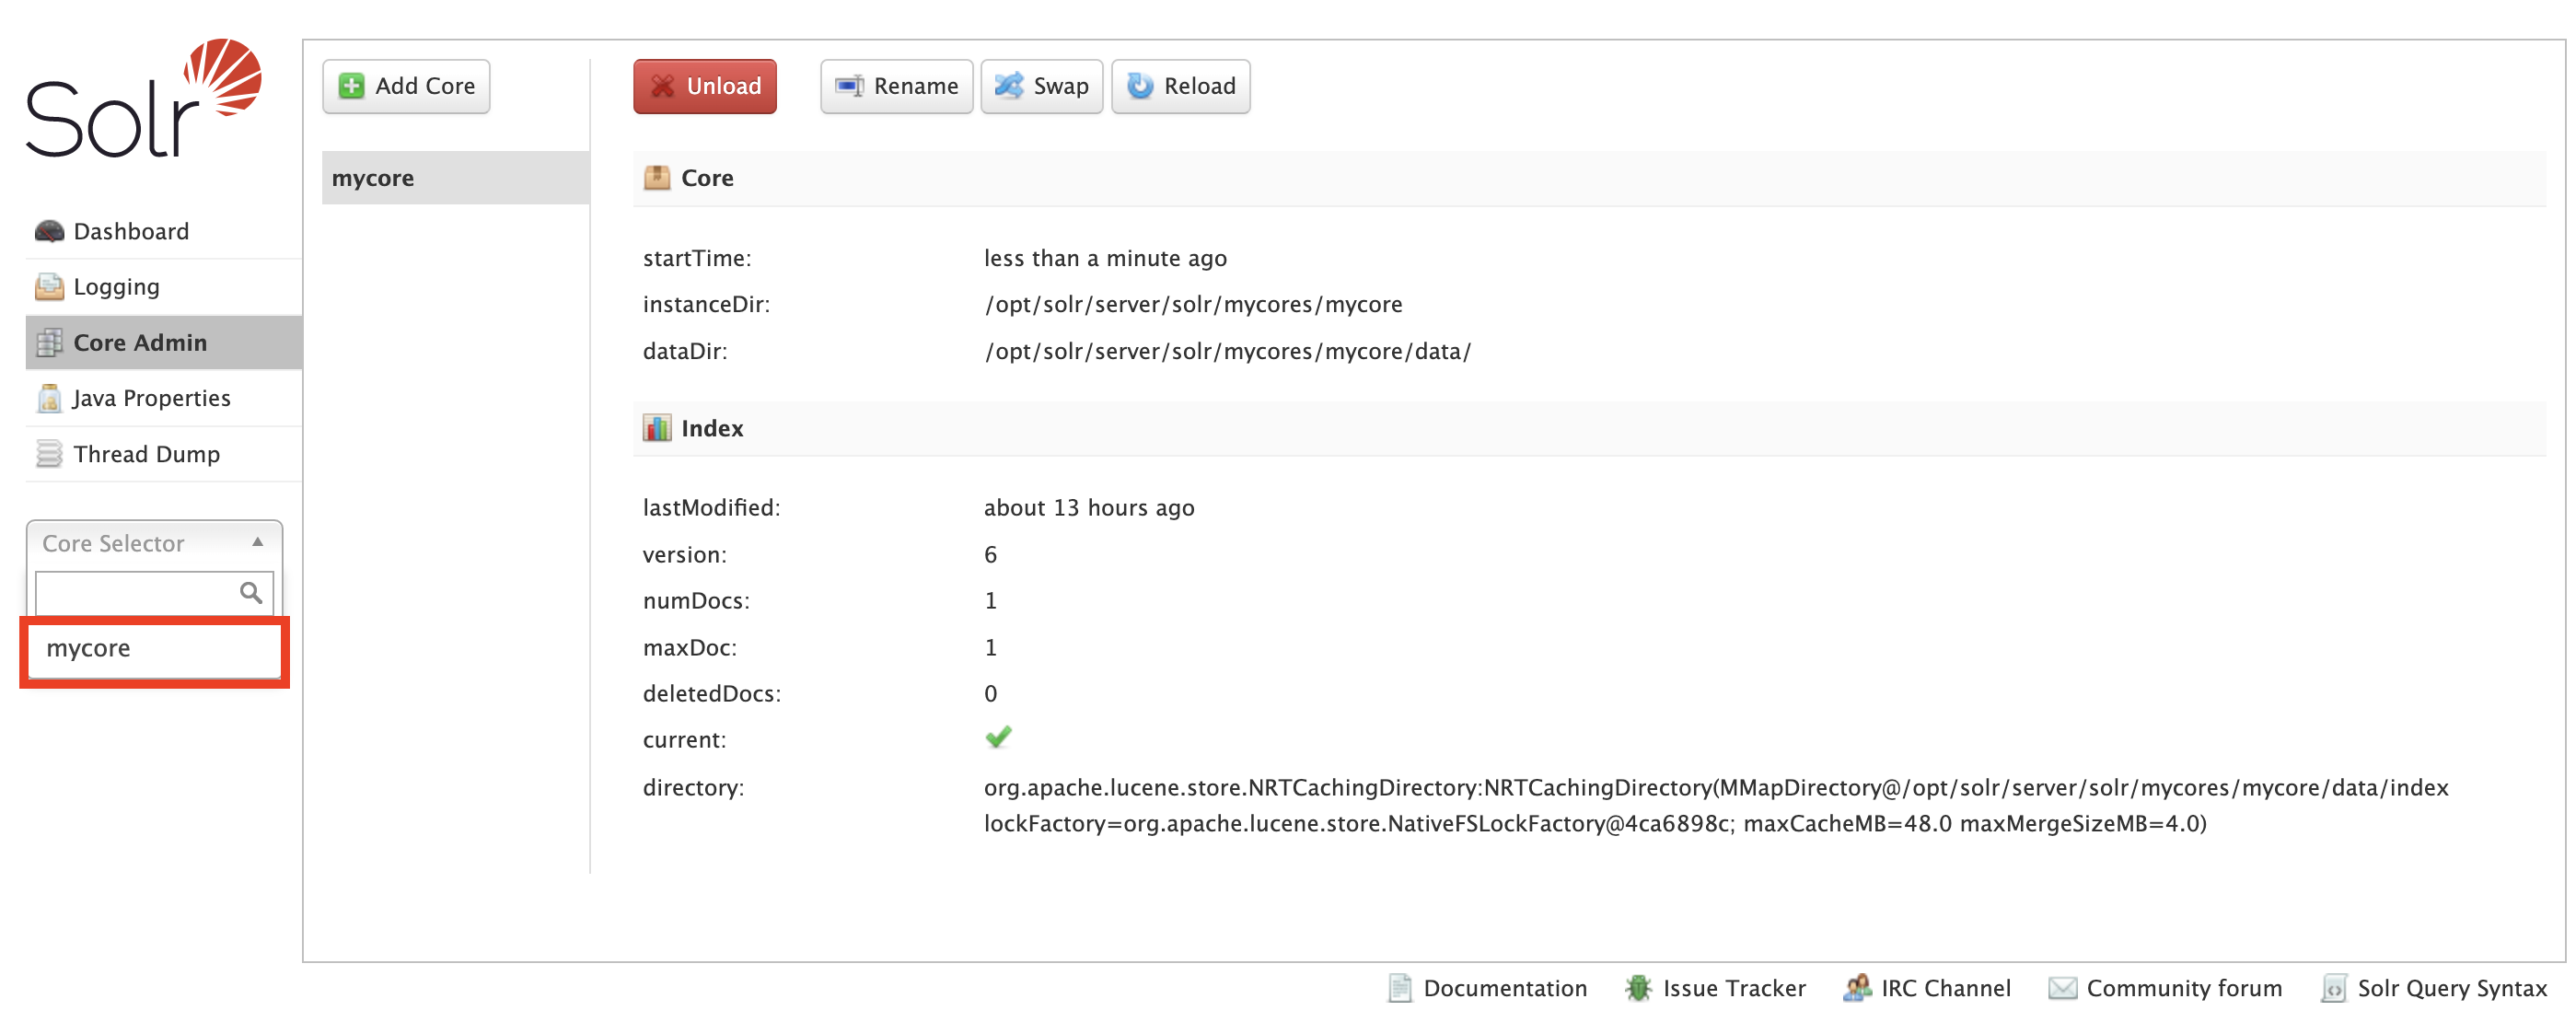 Solr
Dashboard
Logging
Core Admin
Java Properties
Thread Dump
Core Selector
mycore
Add Core
mycore
Unload
Rename
Swap
Reload
Core
startTime: less than a minute ago
instanceDir: /opt/solr/server/solr/mycores/mycore
dataDir: /opt/solr/server/solr/mycores/mycore/data/
Index
lastModified: about 13 hours ago
version: 6
numDocs: 1
maxDoc: 1
deletedDocs: 0
current:
directory: org.apache.lucene.store.NRTCachingDirectory:NRTCachingDirectory(MMapDirectory@/opt/solr/server/solr/mycores/mycore/data/index
lockFactory=org.apache.lucene.store.NativeFSLockFactory@4ca6898c; maxCacheMB=48.0 maxMergeSizeMB=4.0)
Documentation
Issue Tracker
IRC Channel
Community forum
Solr Query Syntax